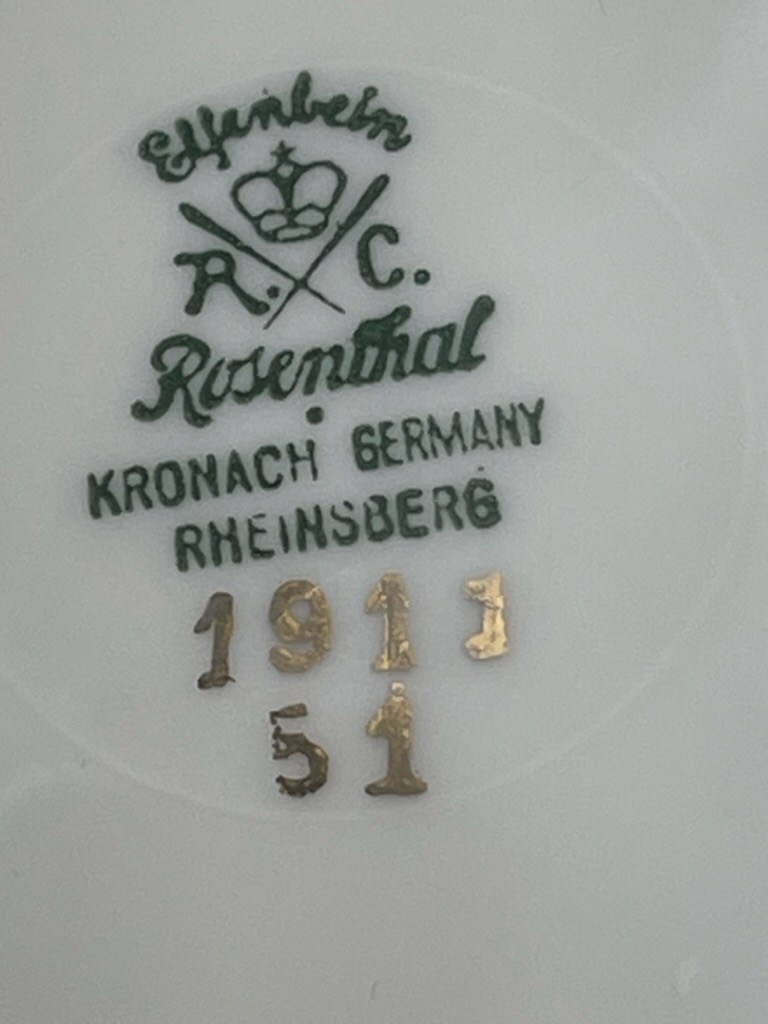 Elfenbein
R. C.
Rosenthal
KRONACH GERMANY
RHEINSBERG
1911
51